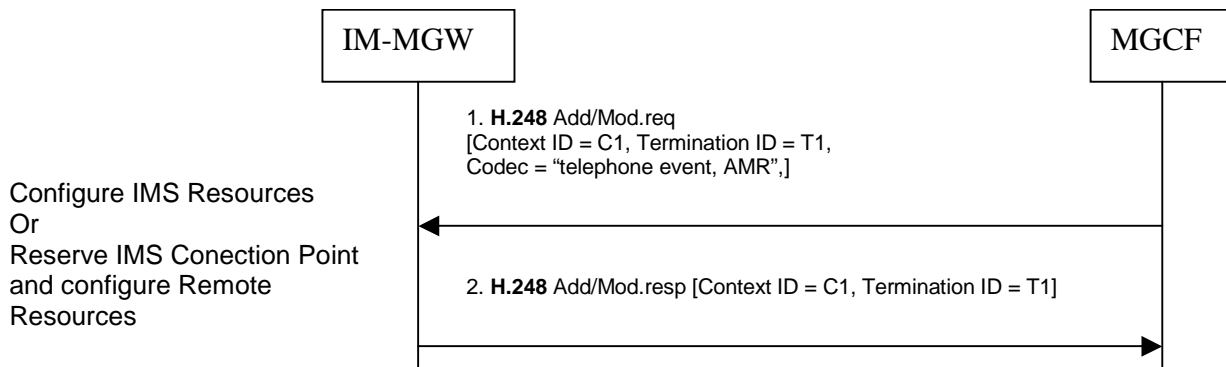 IM-MGW
MGCF
1. H.248 Add/Mod.req
[Context ID = C1, Termination ID = T1,
Codec = “telephone event, AMR”,]
Configure IMS Resources
Or
Reserve IMS Conection Point
and configure Remote
Resources
2. H.248 Add/Mod.resp [Context ID = C1, Termination ID = T1]